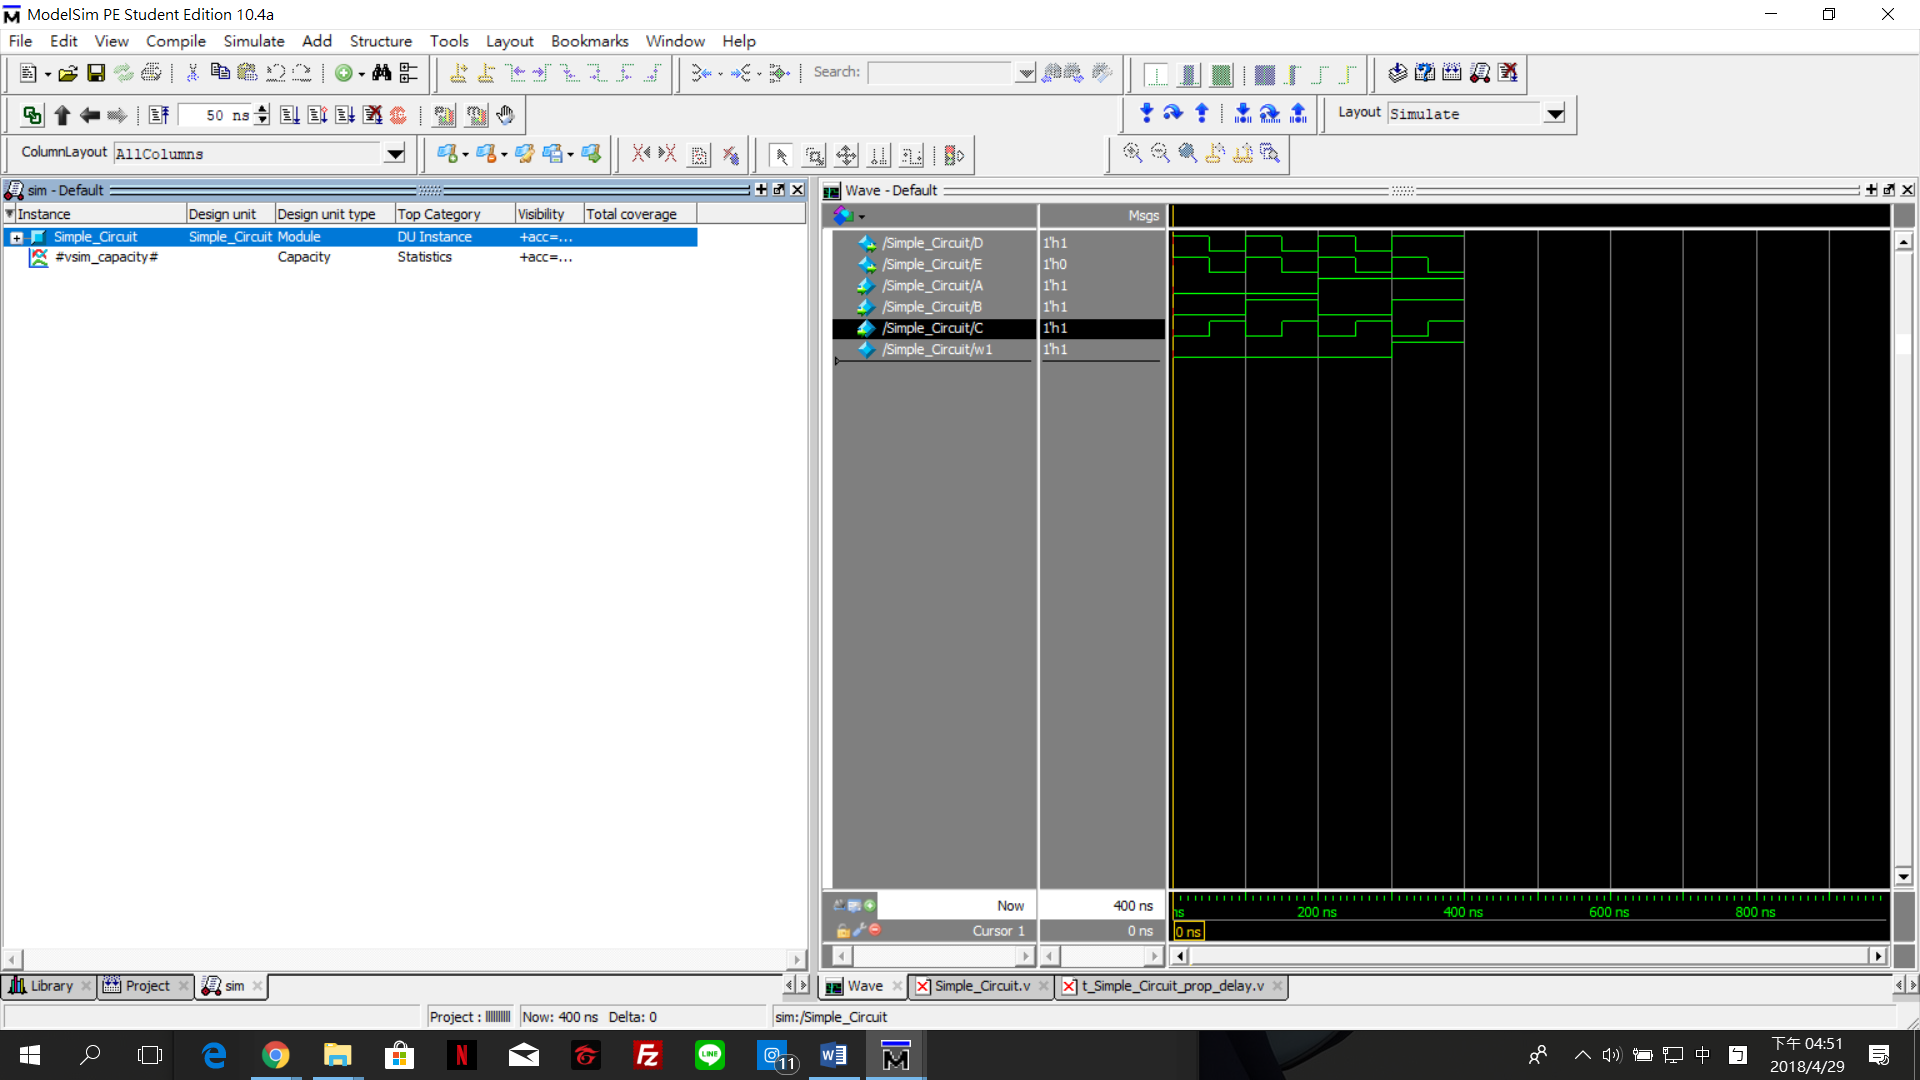 ModelSim PE Student Edition 10.4a
File Edit View Compile Simulate Add Structure Tools Layout Bookmarks Window Help
Search:
50 ns
Layout Simulate
ColumnLayout AllColumns
sim - Default
Instance Design unit Design unit type Top Category Visibility Total coverage
Simple_Circuit Simple_Circuit Module DU Instance +acc=...
#vsim_capacity# Capacity Statistics +acc=...
Wave - Default
Msgs
/Simple_Circuit/D 1'h1
/Simple_Circuit/E 1'h0
/Simple_Circuit/A 1'h1
/Simple_Circuit/B 1'h1
/Simple_Circuit/C 1'h1
/Simple_Circuit/w1 1'h1
Now 400 ns
ns 200 ns 400 ns 600 ns 800 ns
Cursor 1 0 ns
0 ns
Library Project sim
Wave Simple_Circuit.v t_Simple_Circuit_prop_delay.v
Project : Now: 400 ns Delta: 0 sim:/Simple_Circuit
N
FZ
LINE
11
W
M
中
下午 04:51
2018/4/29